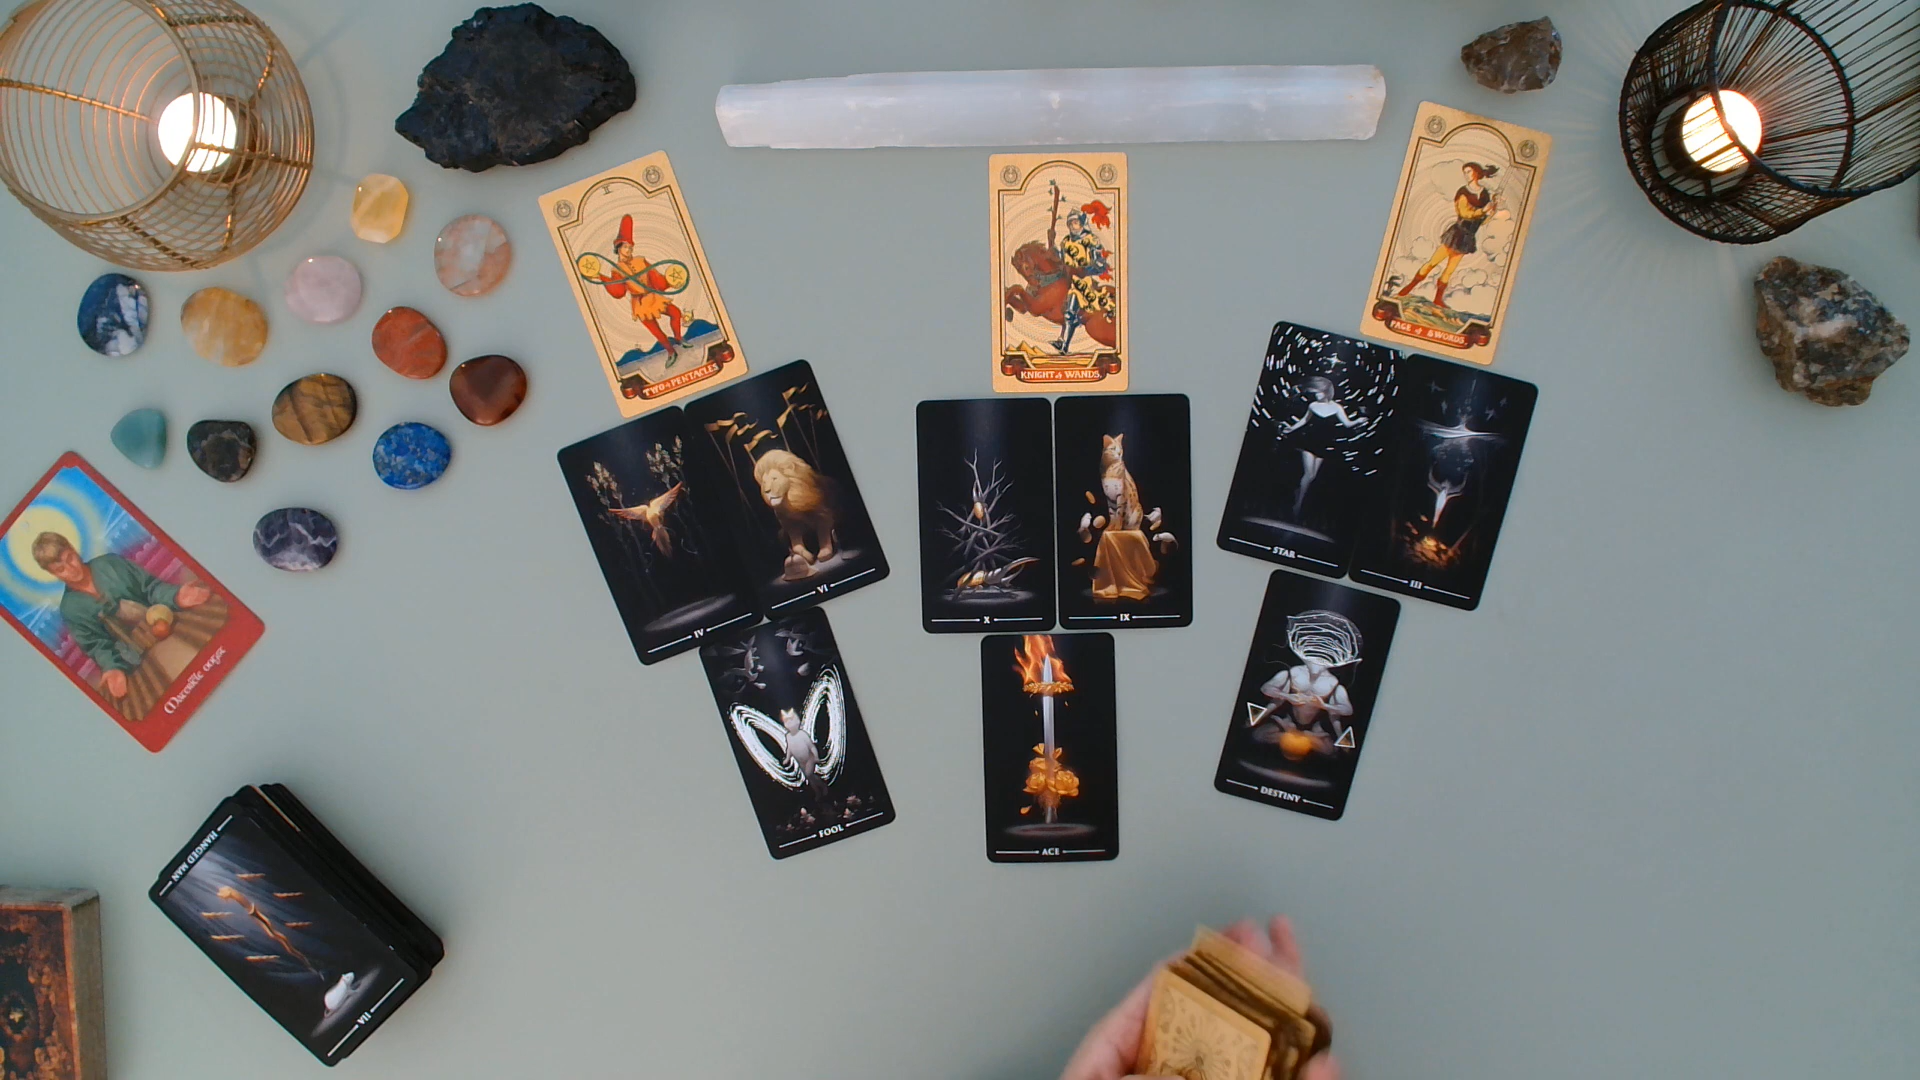 II
TWO of PENTACLES
KNIGHT of WANDS.
PAGE of SWORDS.
IV
VI
X
IX
STAR
III
FOOL
ACE
DESTINY
HANGED MAN
VII